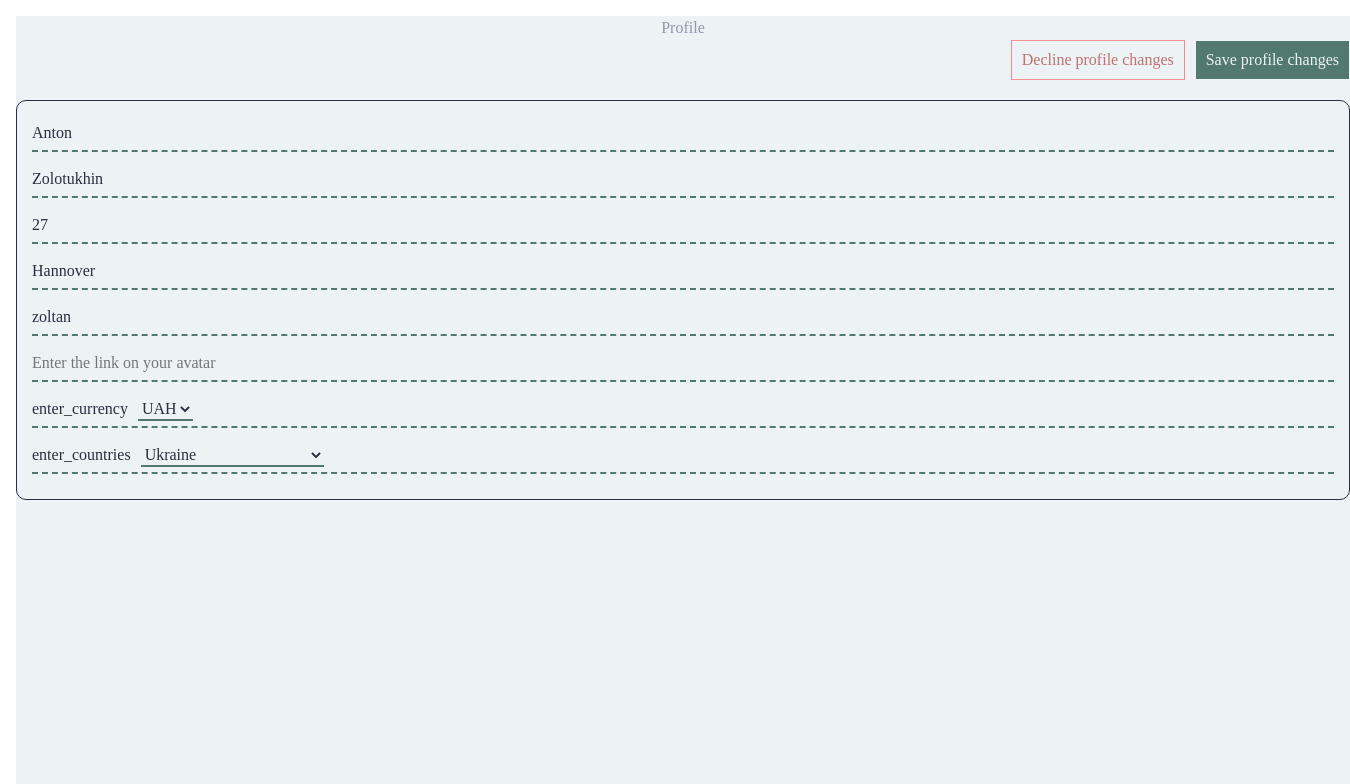 Profile
Decline profile changes Save profile changes
Anton
Zolotukhin
27
Hannover
zoltan
Enter the link on your avatar
enter_currency UAH
enter_countries Ukraine